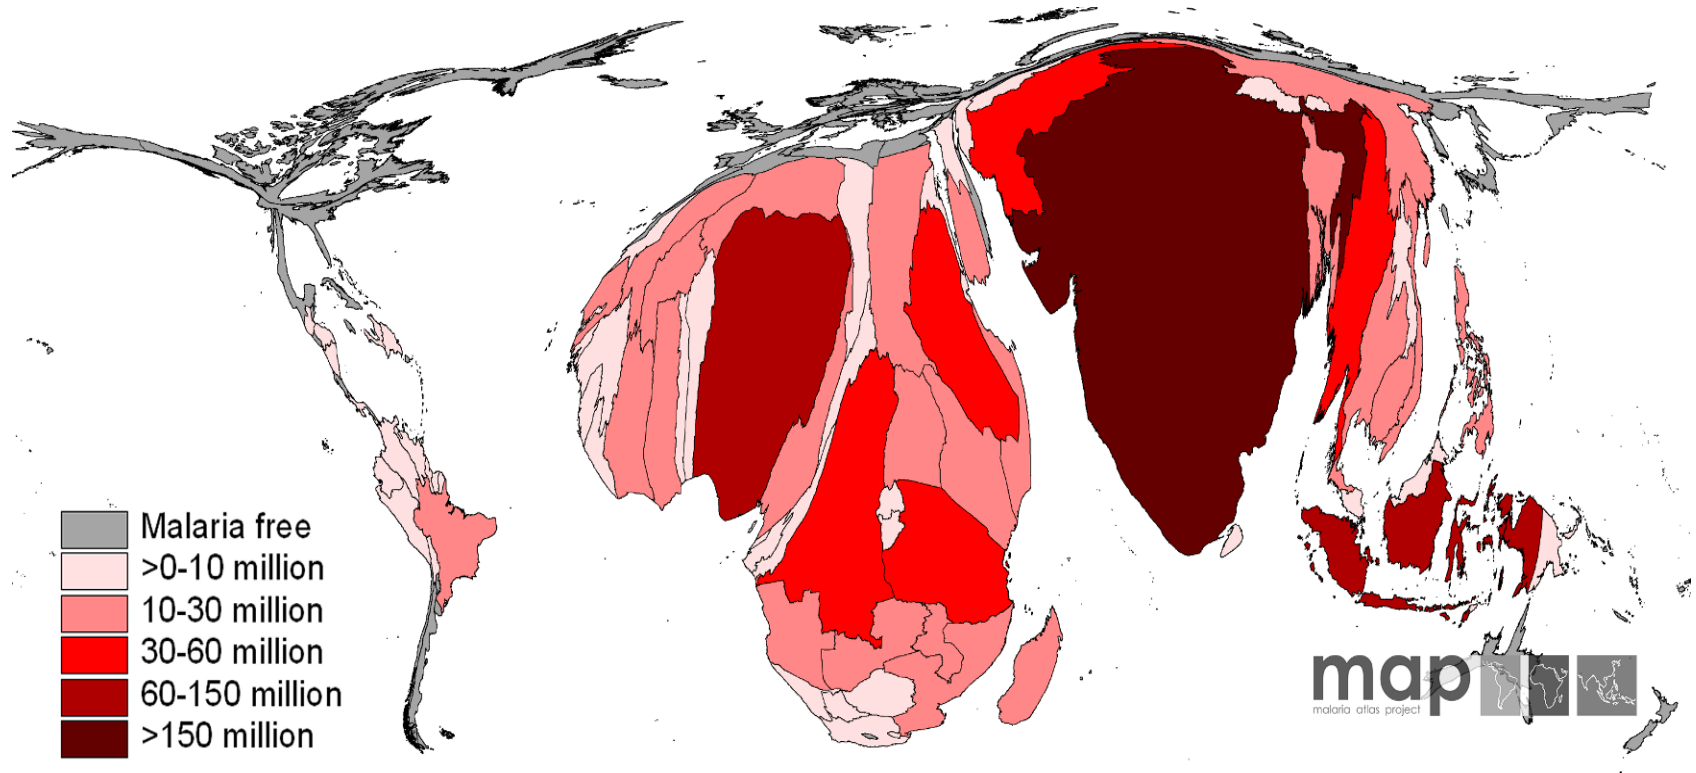 Malaria free
>0-10 million
10-30 million
30-60 million
60-150 million
>150 million
map
malaria atlas project